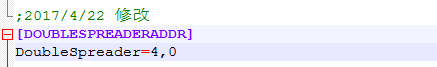 ;2017/4/22 修改
[DOUBLESPREADERADDR]
DoubleSpreader=4,0